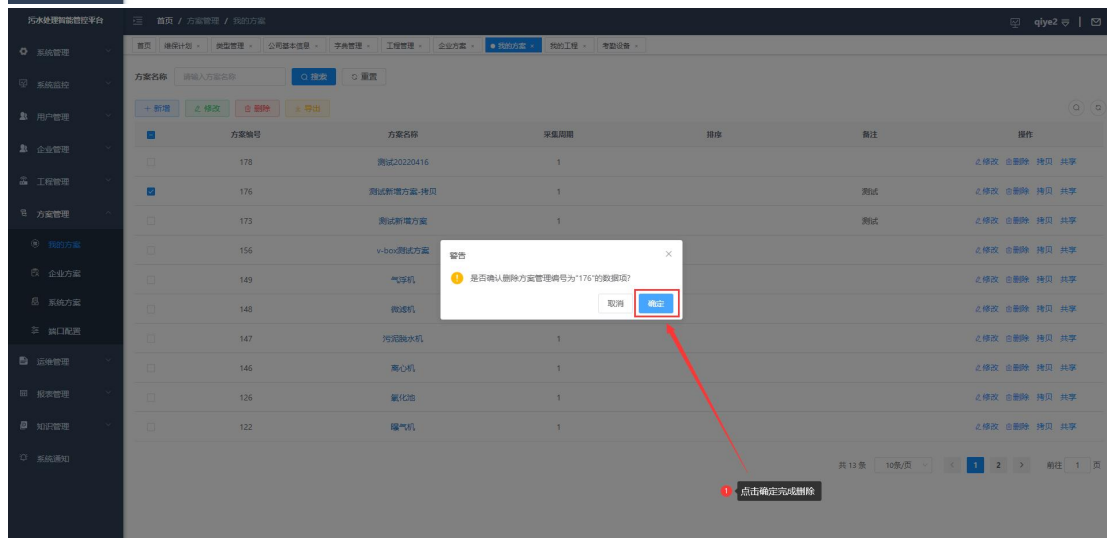 污水处理智能管控平台
首页 / 方案管理 / 我的方案
qiye2
系统管理
系统监控
用户管理
企业管理
工程管理
方案管理
我的方案
企业方案
系统方案
端口配置
运维管理
报表管理
知识管理
系统通知
首页 维保计划 类型管理 公司基本信息 字典管理 工程管理 企业方案 我的方案 我的工程 考勤设备
方案名称 请输入方案名称 搜索 重置
+ 新增 修改 删除 导出
方案编号 方案名称 采集周期 排序 备注 操作
178 测试20220416 1 修改 删除 拷贝 共享
176 测试新增方案-拷贝 1 测试 修改 删除 拷贝 共享
173 测试新增方案 1 测试 修改 删除 拷贝 共享
156 v-box测试方案 修改 删除 拷贝 共享
149 气浮机 修改 删除 拷贝 共享
148 微滤机 修改 删除 拷贝 共享
147 污泥脱水机 1 修改 删除 拷贝 共享
146 离心机 1 修改 删除 拷贝 共享
126 氧化池 1 修改 删除 拷贝 共享
122 曝气机 1 修改 删除 拷贝 共享
警告
是否确认删除方案管理编号为"176"的数据项?
取消 确定
共 13 条 10条/页 1 2 前往 1 页
1 点击确定完成删除